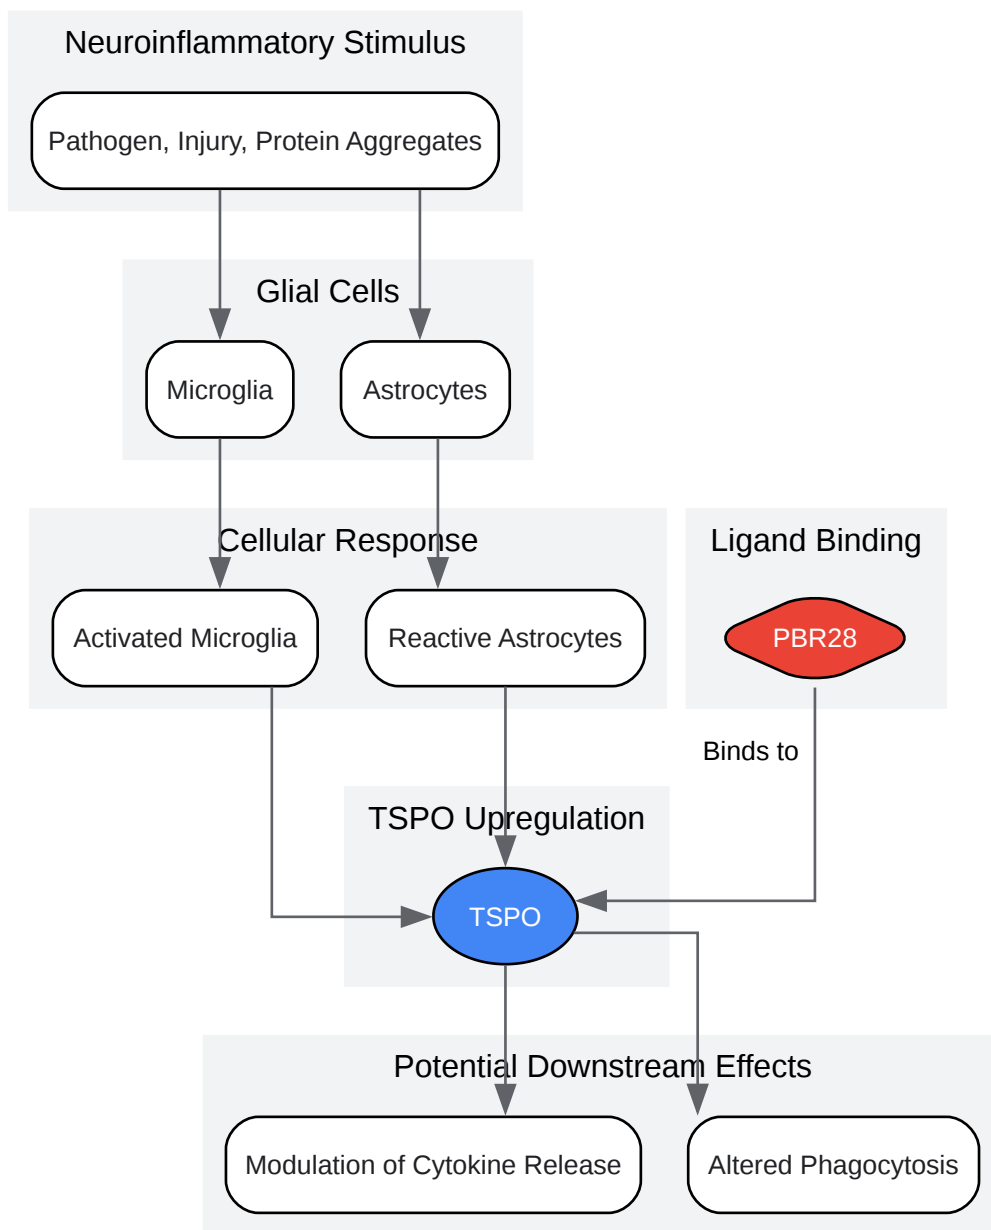 Neuroinflammatory Stimulus
Pathogen, Injury, Protein Aggregates
Glial Cells
Microglia
Astrocytes
Cellular Response
Activated Microglia
Reactive Astrocytes
Ligand Binding
PBR28
Binds to
TSPO Upregulation
TSPO
Potential Downstream Effects
Modulation of Cytokine Release
Altered Phagocytosis